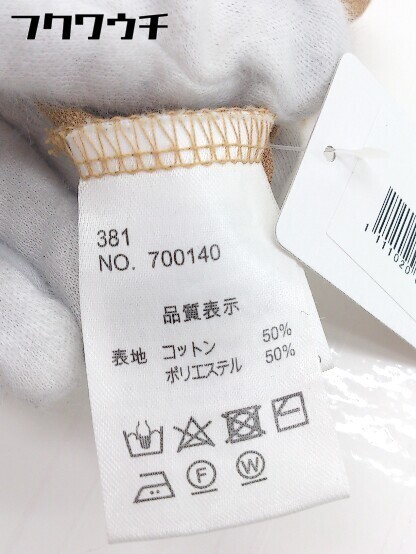 フクワウチ
381
NO. 700140
品質表示
表地 コットン 50%
ポリエステル 50%
F W